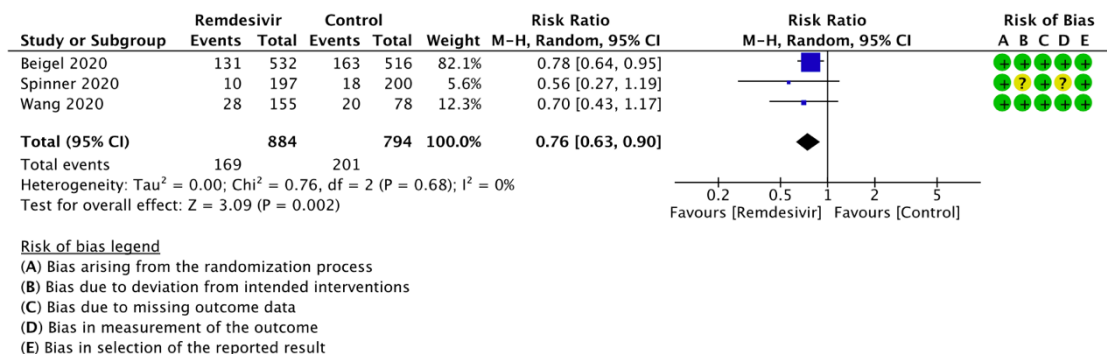 Remdesivir Control Risk Ratio Risk Ratio Risk of Bias
Study or Subgroup Events Total Events Total Weight M-H, Random, 95% CI M-H, Random, 95% CI A B C D E
Beigel 2020 131 532 163 516 82.1% 0.78 [0.64, 0.95] + + + + +
Spinner 2020 10 197 18 200 5.6% 0.56 [0.27, 1.19] + ? + ? +
Wang 2020 28 155 20 78 12.3% 0.70 [0.43, 1.17] + + + + +
Total (95% CI) 884 794 100.0% 0.76 [0.63, 0.90]
Total events 169 201
Heterogeneity: Tau² = 0.00; Chi² = 0.76, df = 2 (P = 0.68); I² = 0%
Test for overall effect: Z = 3.09 (P = 0.002)
0.2 0.5 1 2 5
Favours [Remdesivir] Favours [Control]
Risk of bias legend
(A) Bias arising from the randomization process
(B) Bias due to deviation from intended interventions
(C) Bias due to missing outcome data
(D) Bias in measurement of the outcome
(E) Bias in selection of the reported result